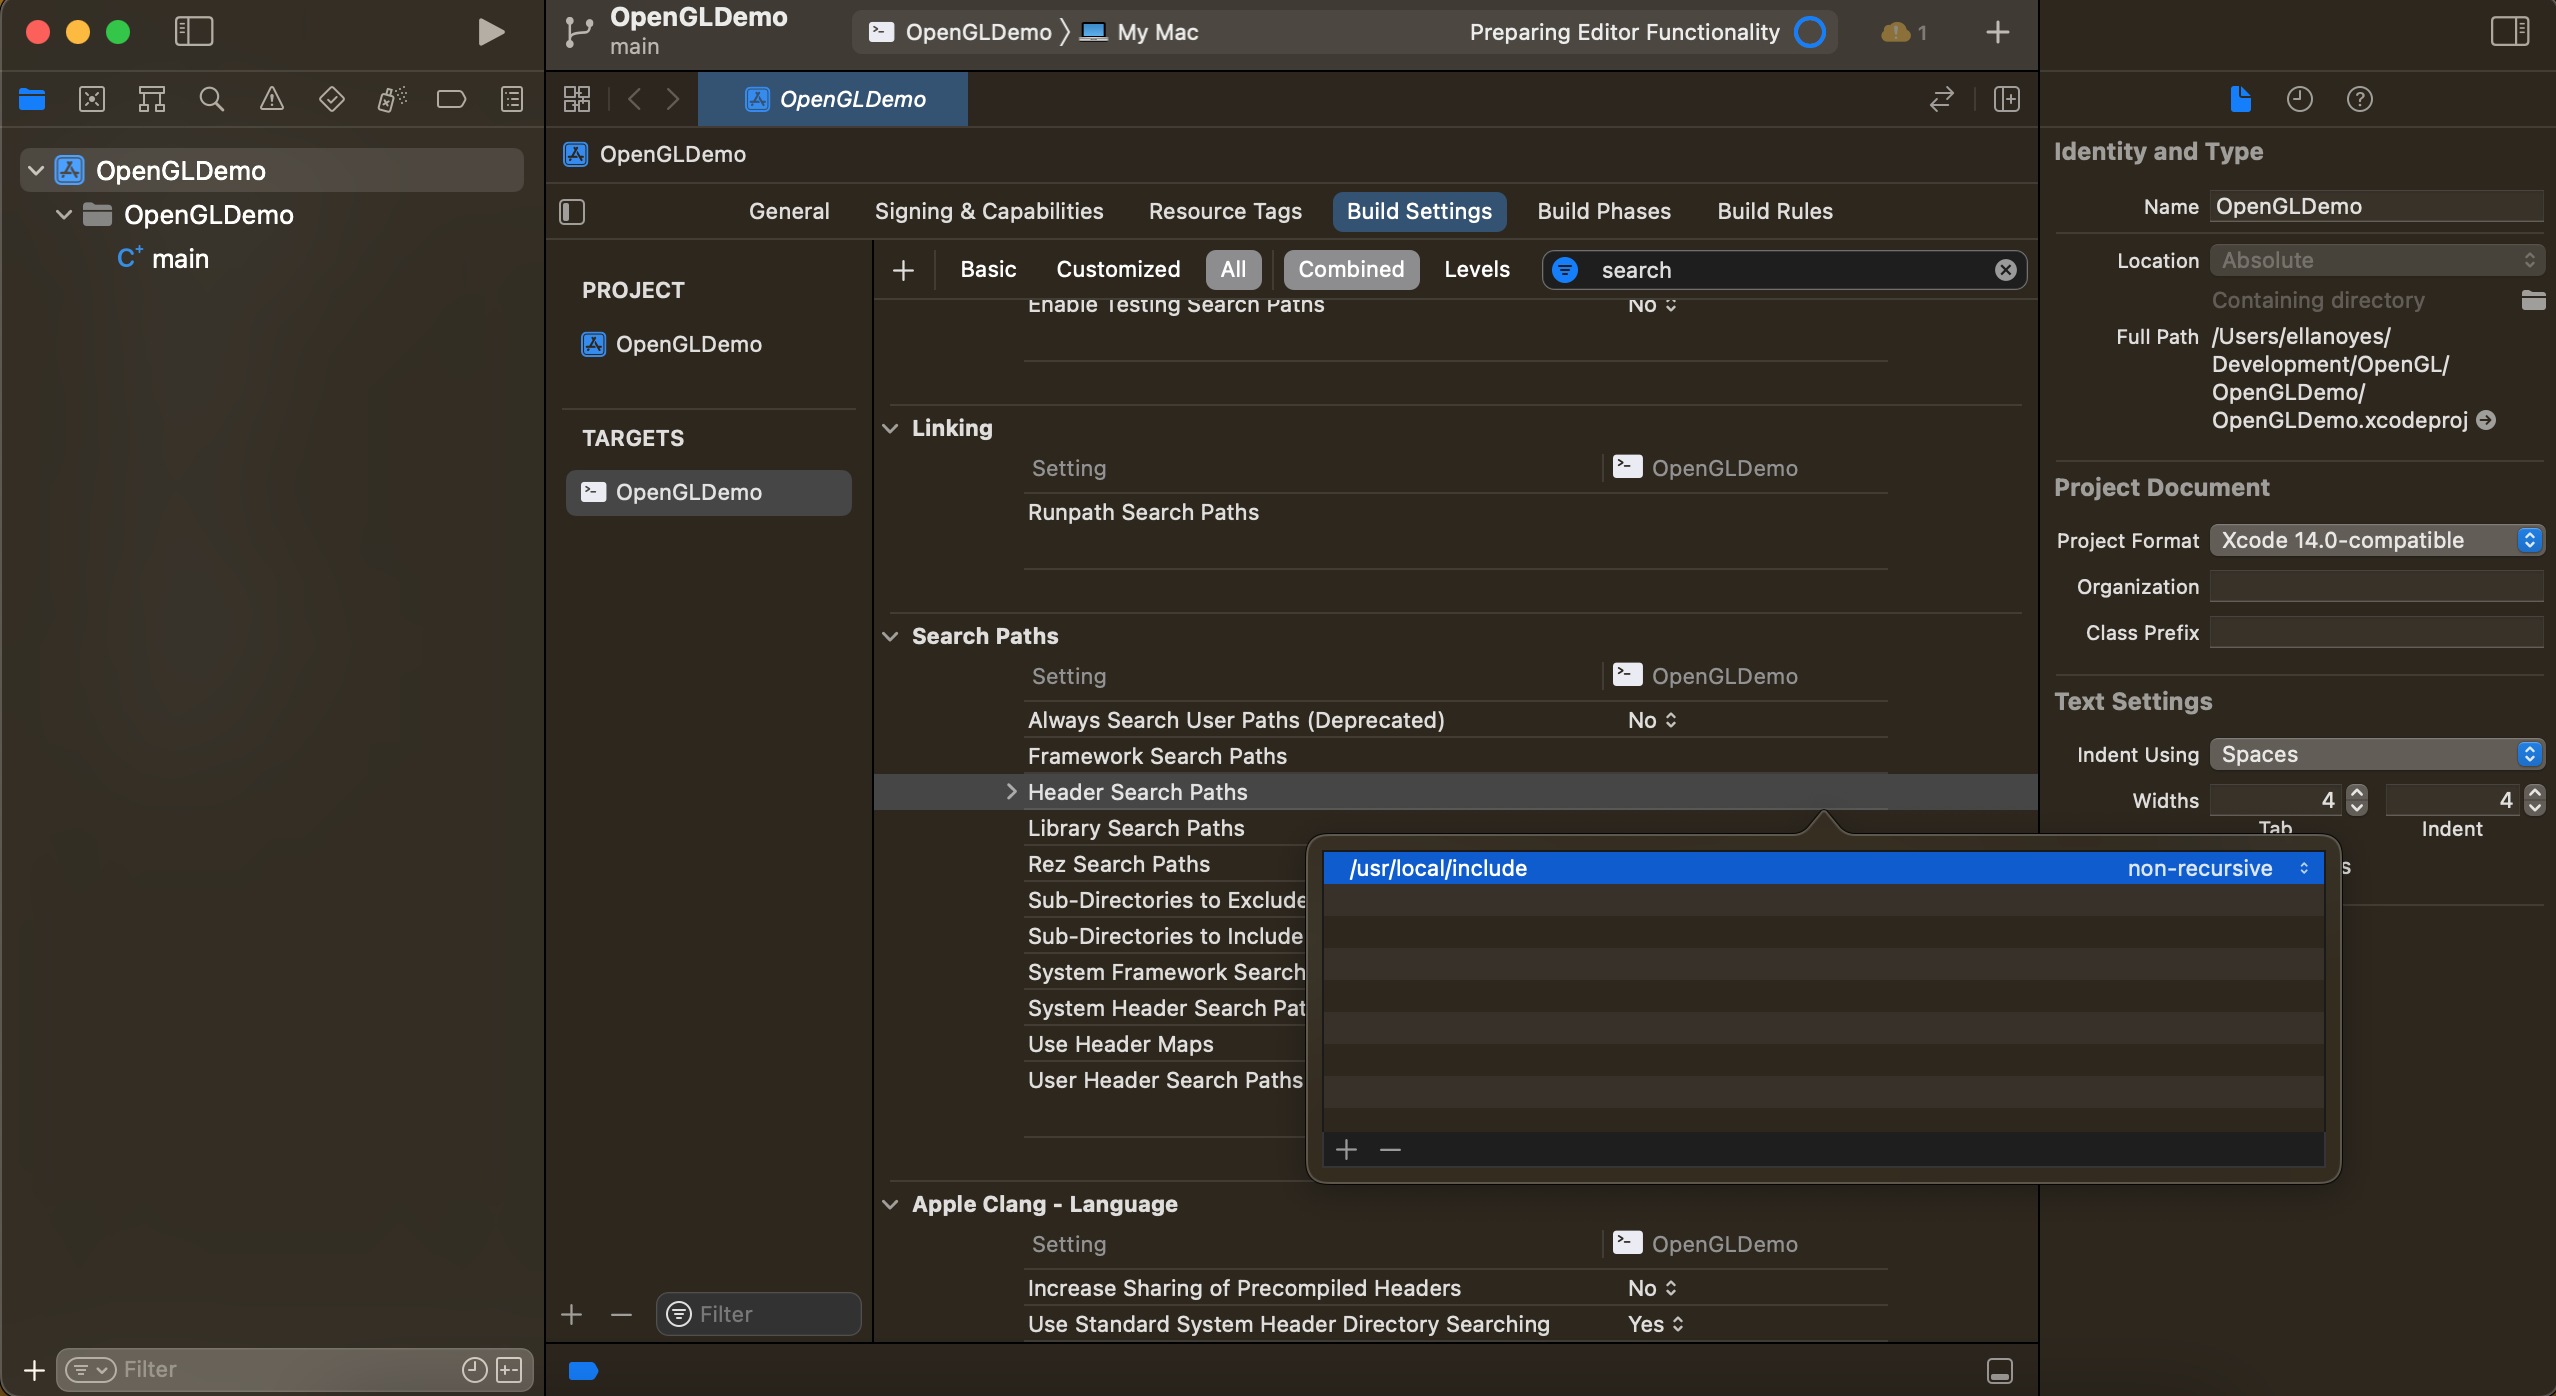 OpenGLDemo
main
OpenGLDemo
My Mac
Preparing Editor Functionality
1
OpenGLDemo
OpenGLDemo
main
OpenGLDemo
OpenGLDemo
General
Signing & Capabilities
Resource Tags
Build Settings
Build Phases
Build Rules
PROJECT
OpenGLDemo
TARGETS
OpenGLDemo
Basic
Customized
All
Combined
Levels
search
Enable Testing Search Paths
No
Linking
Setting
OpenGLDemo
Runpath Search Paths
Search Paths
Setting
OpenGLDemo
Always Search User Paths (Deprecated)
No
Framework Search Paths
Header Search Paths
Library Search Paths
Rez Search Paths
Sub-Directories to Exclude
Sub-Directories to Include
System Framework Search
System Header Search Pat
Use Header Maps
User Header Search Paths
/usr/local/include
non-recursive
Apple Clang - Language
Setting
OpenGLDemo
Increase Sharing of Precompiled Headers
No
Use Standard System Header Directory Searching
Yes
Filter
Filter
Identity and Type
Name
OpenGLDemo
Location
Absolute
Containing directory
Full Path
/Users/ellanoyes/
Development/OpenGL/
OpenGLDemo/
OpenGLDemo.xcodeproj
Project Document
Project Format
Xcode 14.0-compatible
Organization
Class Prefix
Text Settings
Indent Using
Spaces
Widths
4
4
Tab
Indent
s